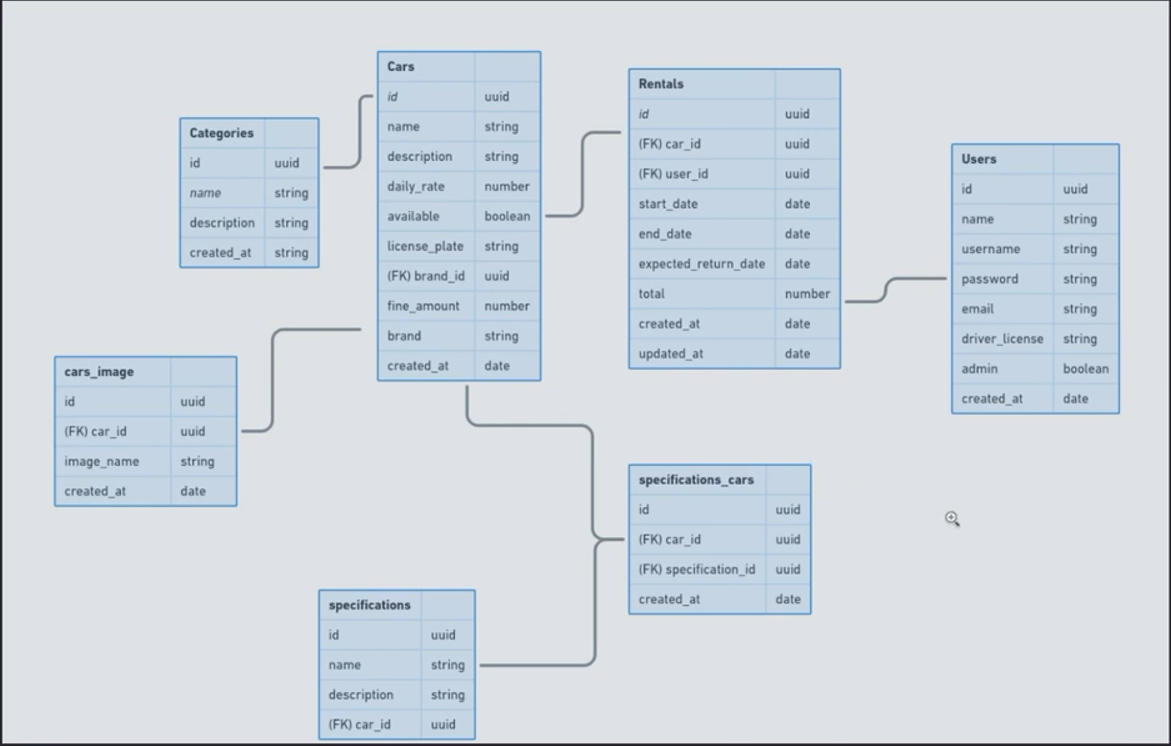 Cars
id uuid
name string
description string
daily_rate number
available boolean
license_plate string
(FK) brand_id uuid
fine_amount number
brand string
created_at date
Rentals
id uuid
(FK) car_id uuid
(FK) user_id uuid
start_date date
end_date date
expected_return_date date
total number
created_at date
updated_at date
Categories
id uuid
name string
description string
created_at string
Users
id uuid
name string
username string
password string
email string
driver_license string
admin boolean
created_at date
cars_image
id uuid
(FK) car_id uuid
image_name string
created_at date
specifications_cars
id uuid
(FK) car_id uuid
(FK) specification_id uuid
created_at date
specifications
id uuid
name string
description string
(FK) car_id uuid